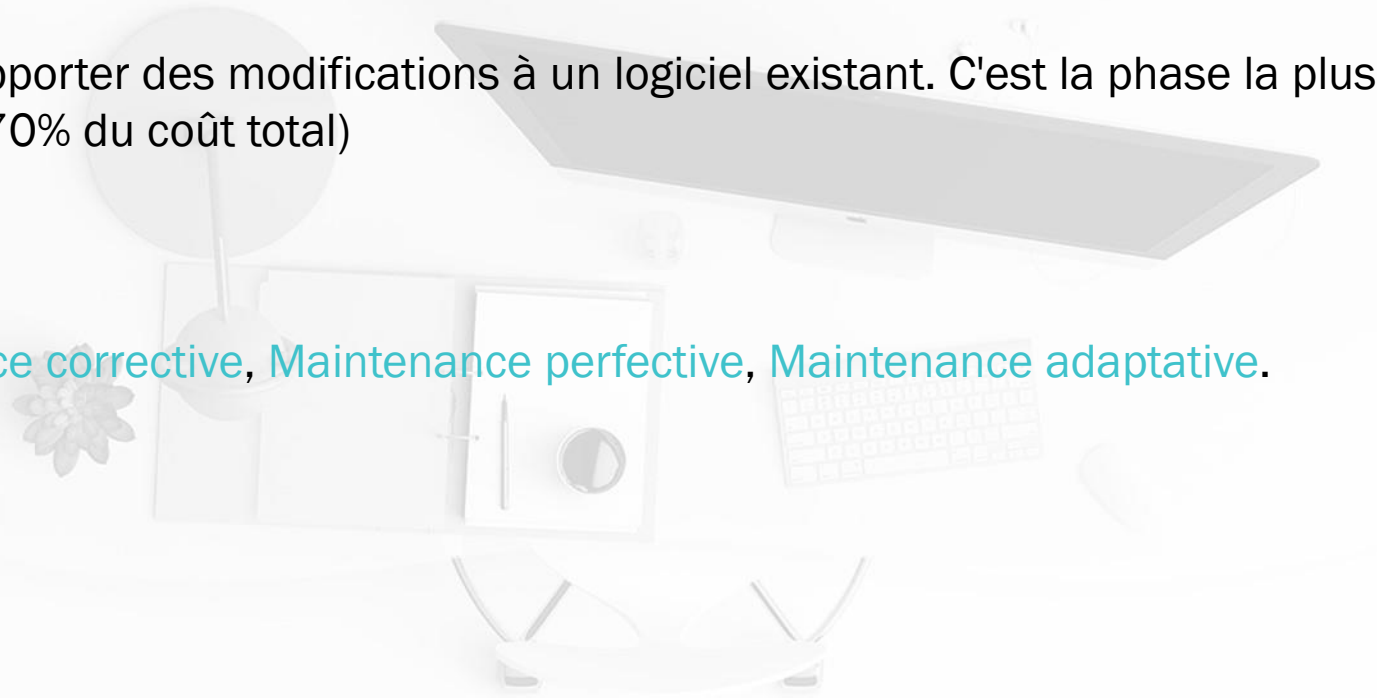 pporter des modifications à un logiciel existant. C'est la phase la plus
70% du coût total)
ce corrective, Maintenance perfective, Maintenance adaptative.